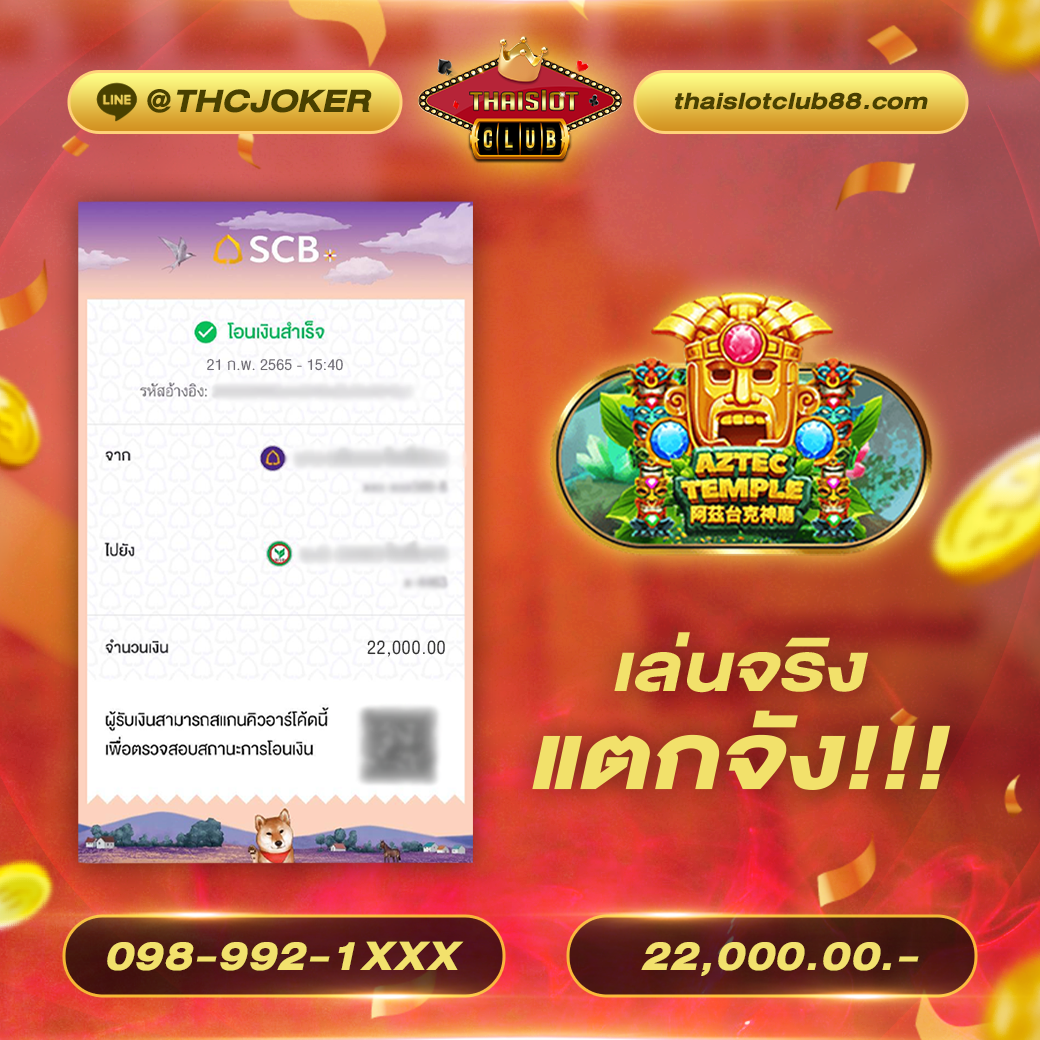 LINE @THCJOKER
THAISLOT
CLUB
thaislotclub88.com
SCB
โอนเงินสำเร็จ
21 ก.พ. 2565 - 15:40
รหัสอ้างอิง:
จาก
ไปยัง
จำนวนเงิน 22,000.00
ผู้รับเงินสามารถสแกนคิวอาร์โค้ดนี้
เพื่อตรวจสอบสถานะการโอนเงิน
AZTEC
TEMPLE
阿茲台克神廟
เล่นจริง
แตกจัง!!!
098-992-1XXX
22,000.00.-